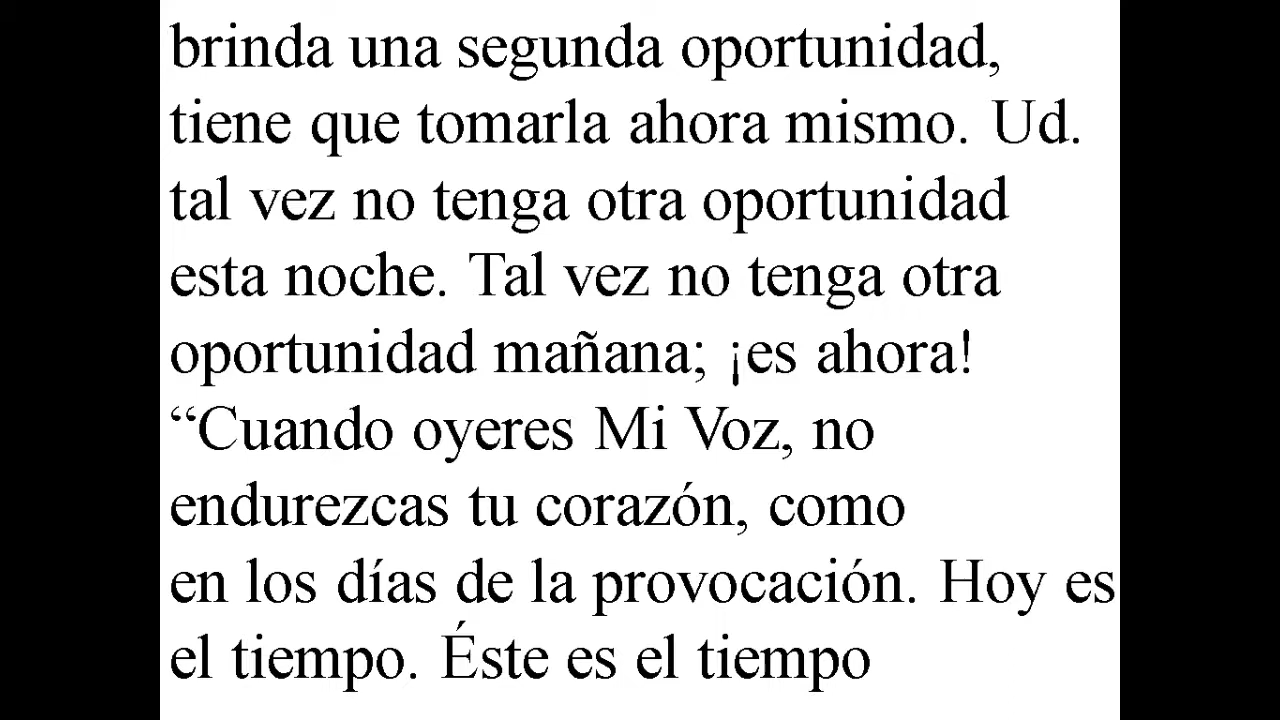 brinda una segunda oportunidad,
tiene que tomarla ahora mismo. Ud.
tal vez no tenga otra oportunidad
esta noche. Tal vez no tenga otra
oportunidad mañana; ¡es ahora!
“Cuando oyeres Mi Voz, no
endurezcas tu corazón, como
en los días de la provocación. Hoy es
el tiempo. Éste es el tiempo